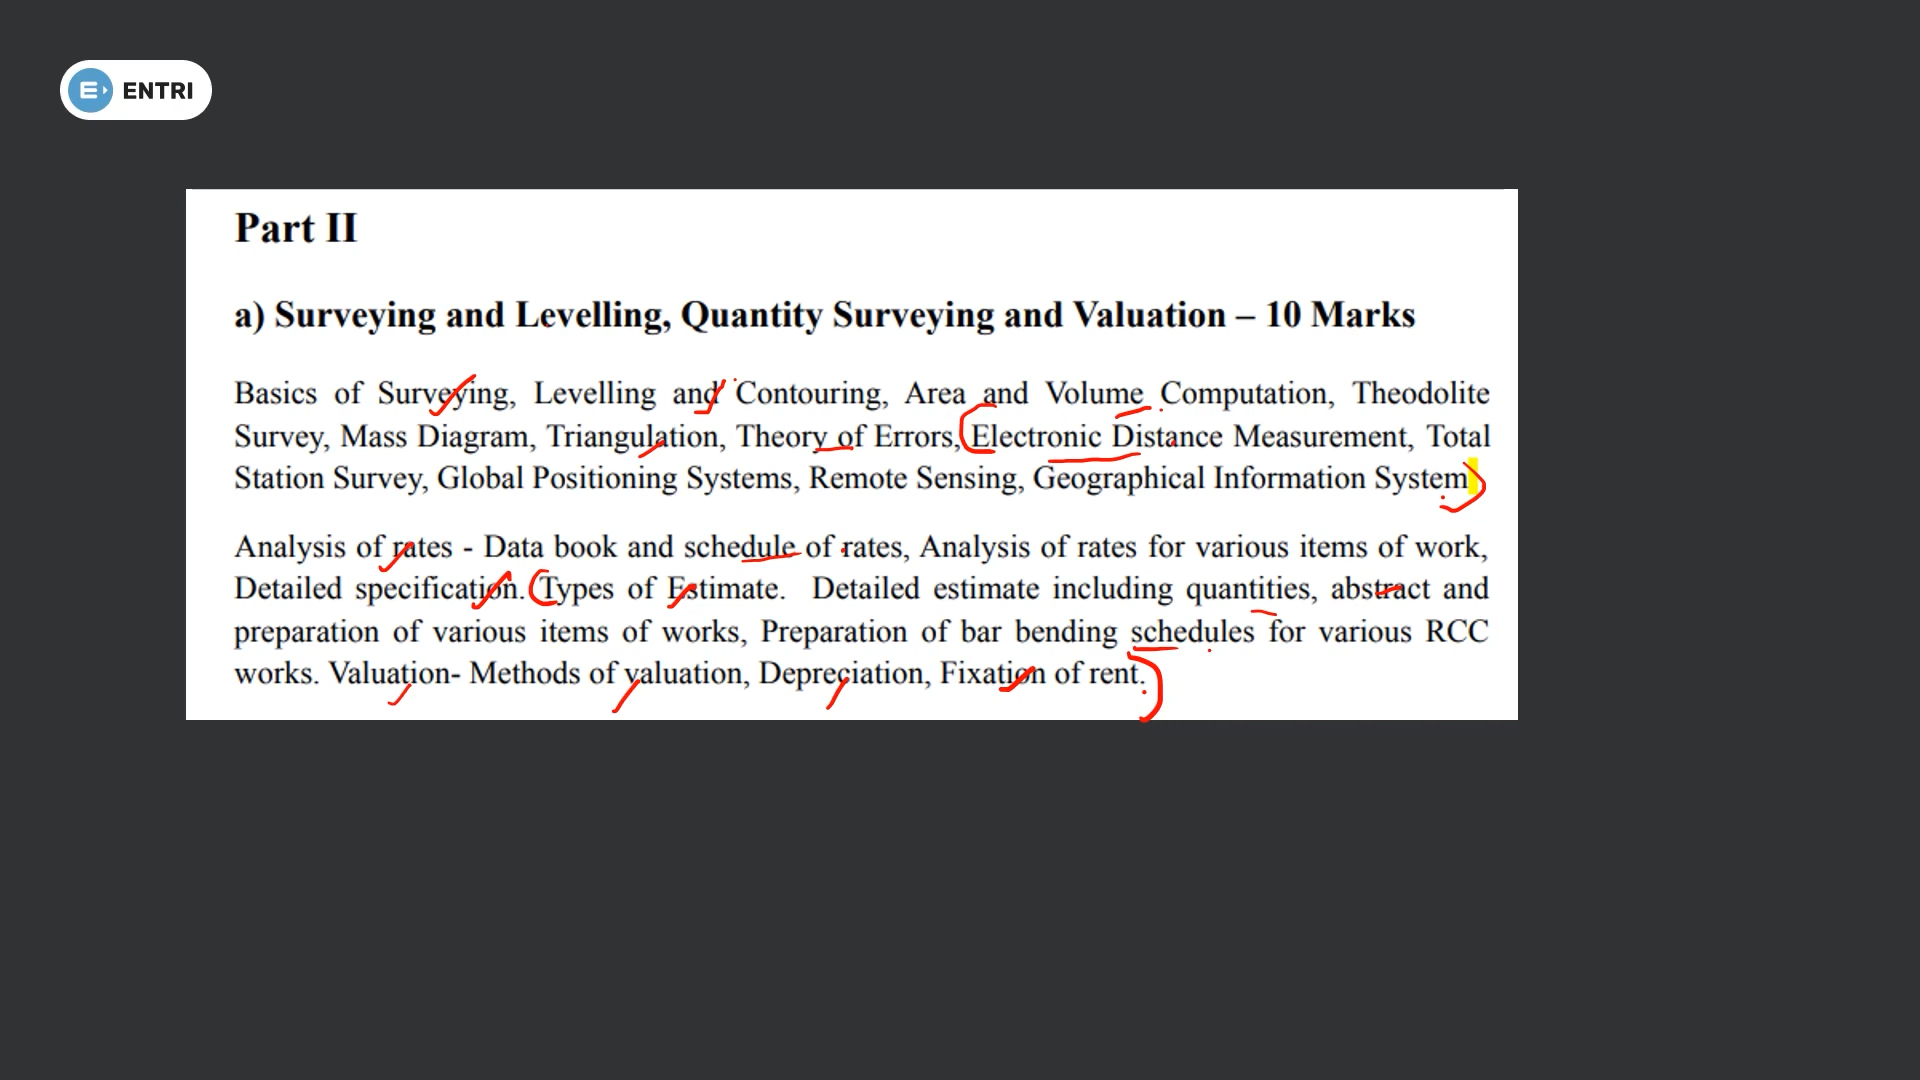 ENTRI
Part II
a) Surveying and Levelling, Quantity Surveying and Valuation – 10 Marks
Basics of Surveying, Levelling and Contouring, Area and Volume Computation, Theodolite
Survey, Mass Diagram, Triangulation, Theory of Errors, Electronic Distance Measurement, Total
Station Survey, Global Positioning Systems, Remote Sensing, Geographical Information System
Analysis of rates - Data book and schedule of rates, Analysis of rates for various items of work,
Detailed specification. Types of Estimate. Detailed estimate including quantities, abstract and
preparation of various items of works, Preparation of bar bending schedules for various RCC
works. Valuation- Methods of valuation, Depreciation, Fixation of rent.